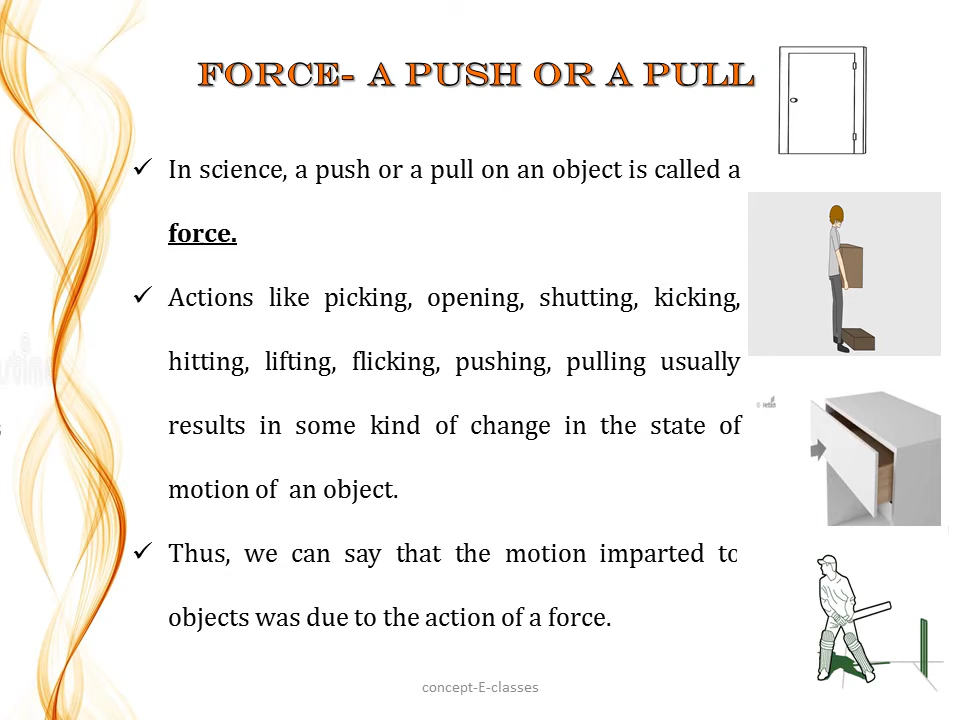 FORCE- A PUSH OR A PULL
In science, a push or a pull on an object is called a
force.
Actions like picking, opening, shutting, kicking,
hitting, lifting, flicking, pushing, pulling usually
results in some kind of change in the state of
motion of an object.
Thus, we can say that the motion imparted to
objects was due to the action of a force.
concept-E-classes